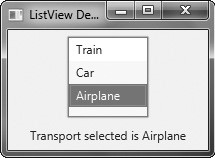 ListView De...
Train
Car
Airplane
Transport selected is Airplane